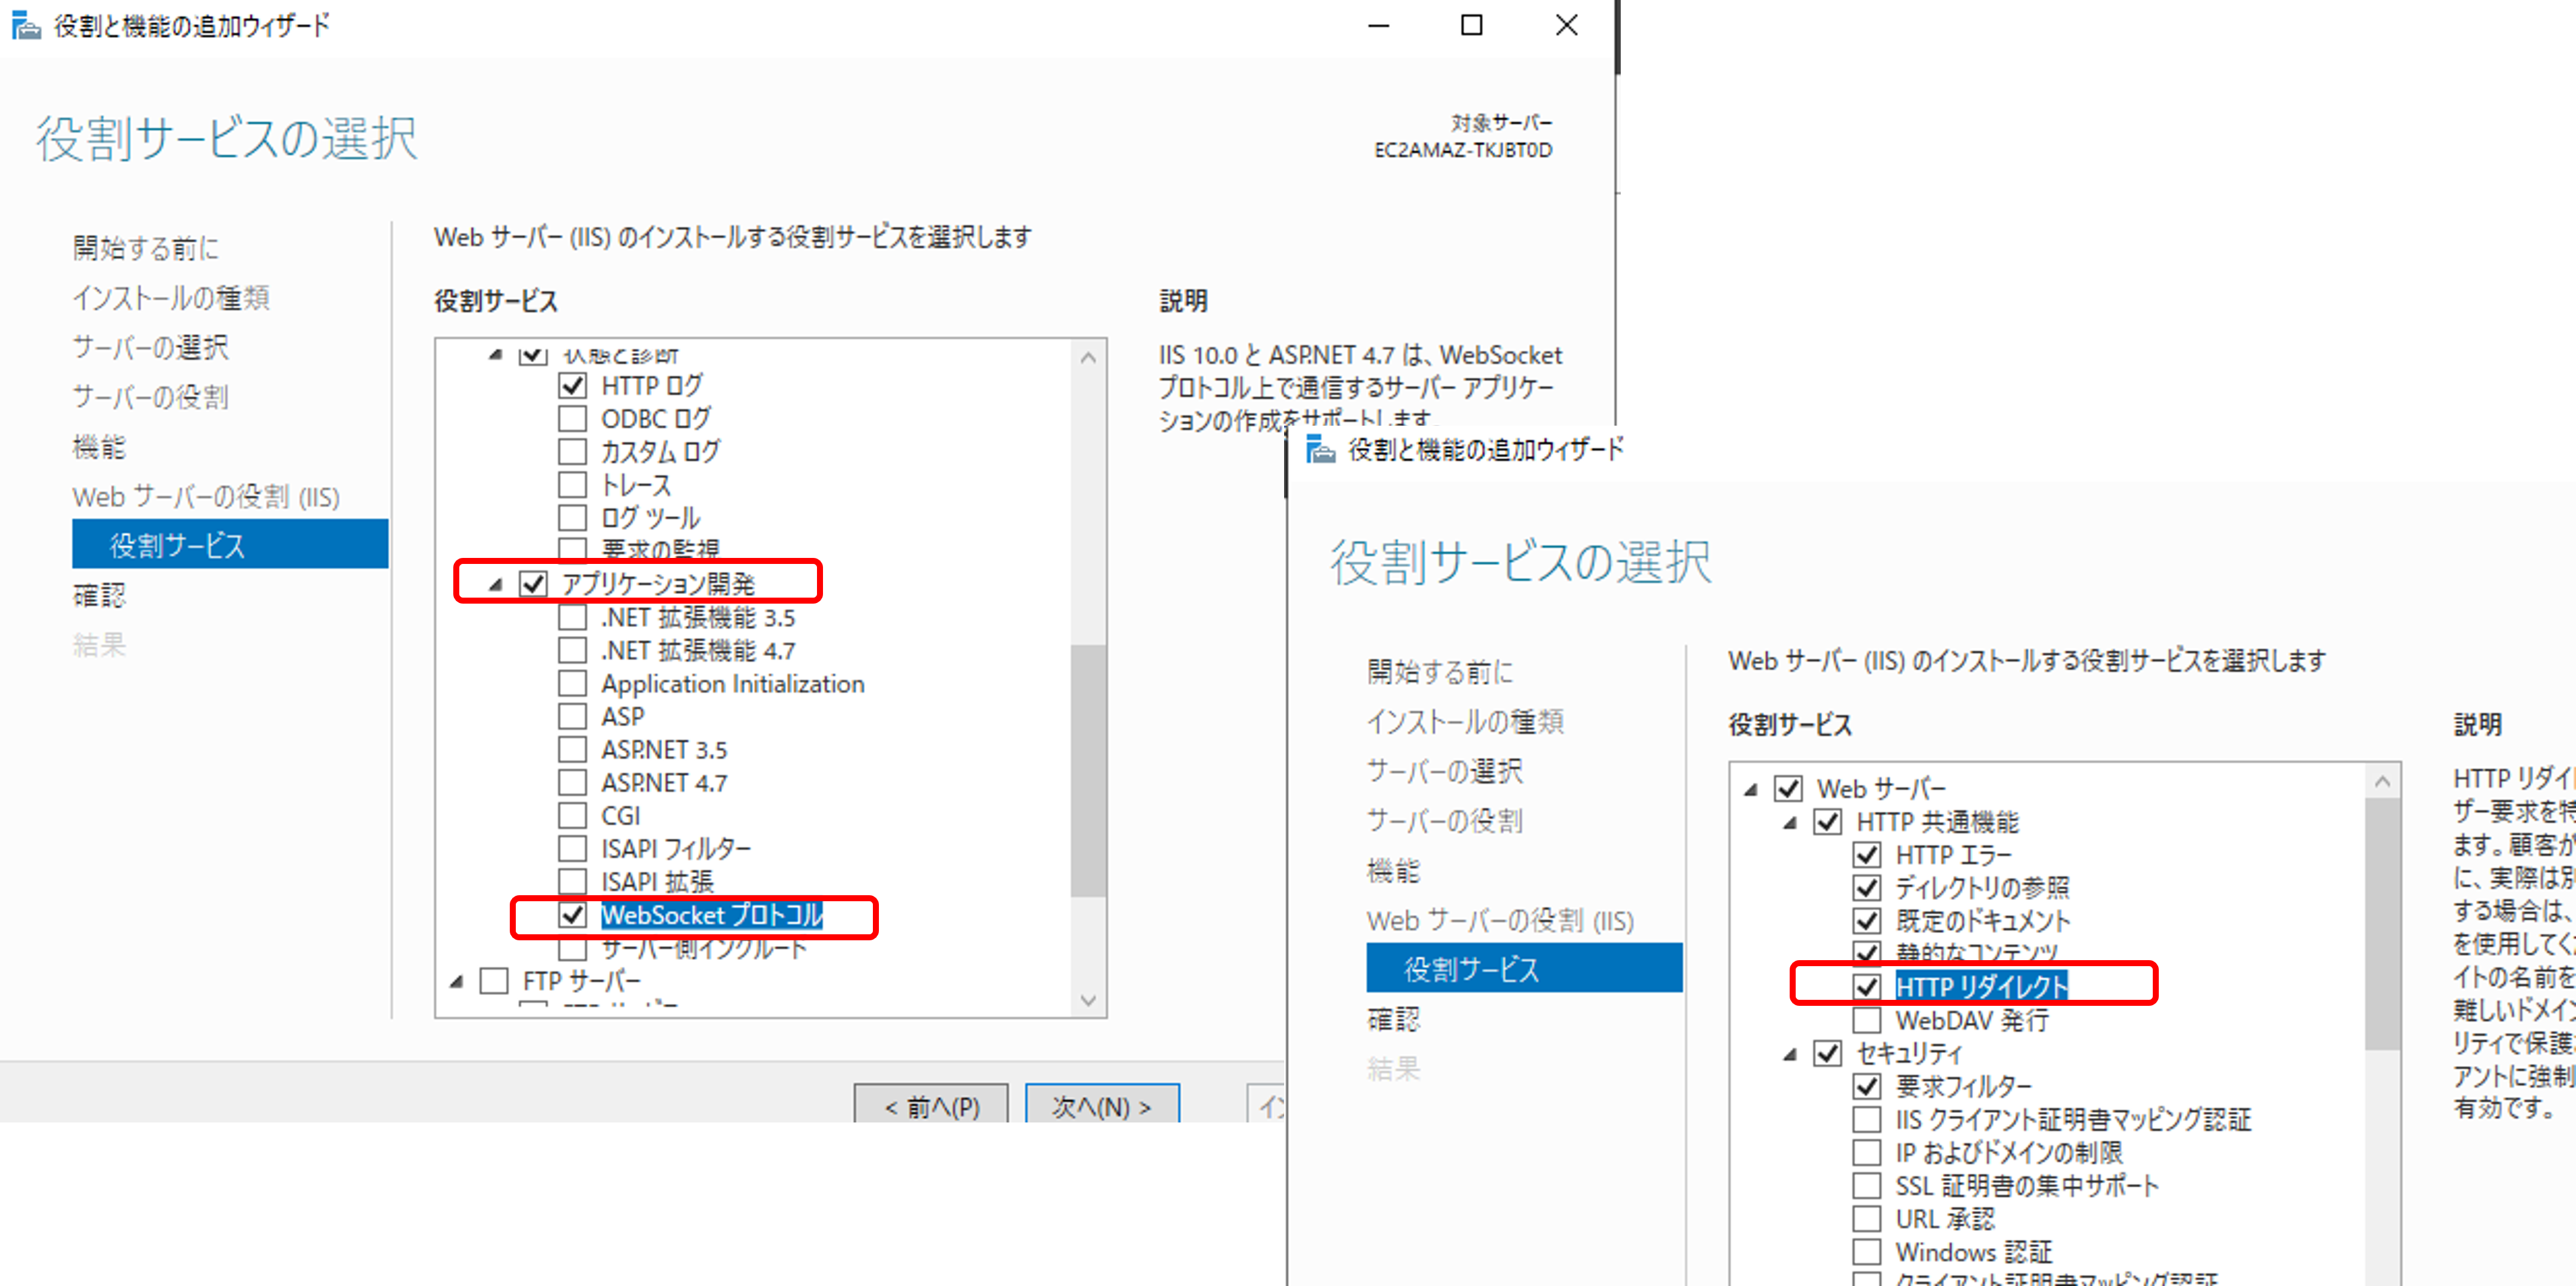 役割と機能の追加ウィザード
役割サービスの選択
対象サーバー
EC2AMAZ-TKJBT0D
開始する前に
インストールの種類
サーバーの選択
サーバーの役割
機能
Web サーバーの役割 (IIS)
役割サービス
確認
結果
Web サーバー (IIS) のインストールする役割サービスを選択します
役割サービス
状態と診断
HTTP ログ
ODBC ログ
カスタム ログ
トレース
ログ ツール
要求の監視
アプリケーション開発
.NET 拡張機能 3.5
.NET 拡張機能 4.7
Application Initialization
ASP
ASP.NET 3.5
ASP.NET 4.7
CGI
ISAPI フィルター
ISAPI 拡張
WebSocket プロトコル
サーバー側インクルード
FTP サーバー
説明
IIS 10.0 と ASP.NET 4.7 は、WebSocket
プロトコル上で通信するサーバー アプリケー
ションの作成をサポートします。
< 前へ(P)
次へ(N) >
役割と機能の追加ウィザード
役割サービスの選択
開始する前に
インストールの種類
サーバーの選択
サーバーの役割
機能
Web サーバーの役割 (IIS)
役割サービス
確認
結果
Web サーバー (IIS) のインストールする役割サービスを選択します
役割サービス
Web サーバー
HTTP 共通機能
HTTP エラー
ディレクトリの参照
既定のドキュメント
静的なコンテンツ
HTTP リダイレクト
WebDAV 発行
セキュリティ
要求フィルター
IIS クライアント証明書マッピング認証
IP およびドメインの制限
SSL 証明書の集中サポート
URL 承認
Windows 認証
クライアント証明書マッピング認証
説明
HTTP リダイ
ザー要求を特
ます。顧客が
に、実際は別
する場合は、
を使用してく
イトの名前を
難しいドメイン
リティで保護
アントに強制
有効です。